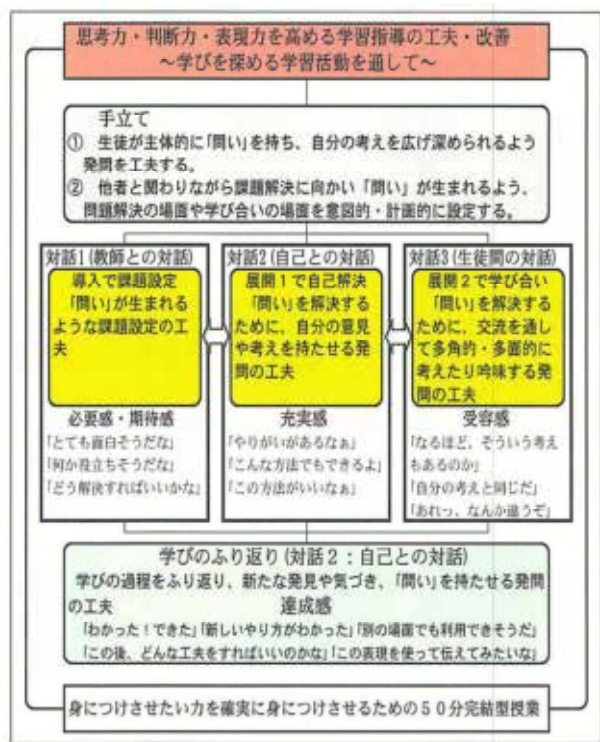 思考力・判断力・表現力を高める学習指導の工夫・改善
~学びを深める学習活動を通して~
手立て
① 生徒が主体的に「問い」を持ち、自分の考えを広げ深められるよう
発問を工夫する。
② 他者と関わりながら課題解決に向かい「問い」が生まれるよう、
問題解決の場面や学び合いの場面を意図的・計画的に設定する。
対話1(教師との対話)
導入で課題設定
「問い」が生まれる
ような課題設定の工
夫
必要感・期待感
「とても面白そうだな」
「何か役立ちそうだな」
「どう解決すればいいかな」
対話2(自己との対話)
展開1で自己解決
「問い」を解決する
ために、自分の意見
や考えを持たせる発
問の工夫
充実感
「やりがいがあるなぁ」
「こんな方法でもできるよ」
「この方法がいいなぁ」
対話3(生徒間の対話)
展開2で学び合い
「問い」を解決する
ために、交流を通し
て多角的・多面的に
考えたり吟味する発
問の工夫
受容感
「なるほど、そういう考え
もあるのか」
「自分の考えと同じだ」
「あれっ、なんか違うぞ」
学びのふり返り(対話2:自己との対話)
学びの過程をふり返り、新たな発見や気づき、「問い」を持たせる発問
の工夫
達成感
「わかった!できた」「新しいやり方がわかった」「別の場面でも利用できそうだ」
「この後、どんな工夫をすればいいのかな」「この表現を使って伝えてみたいな」
身につけさせたい力を確実に身につけさせるための50分完結型授業